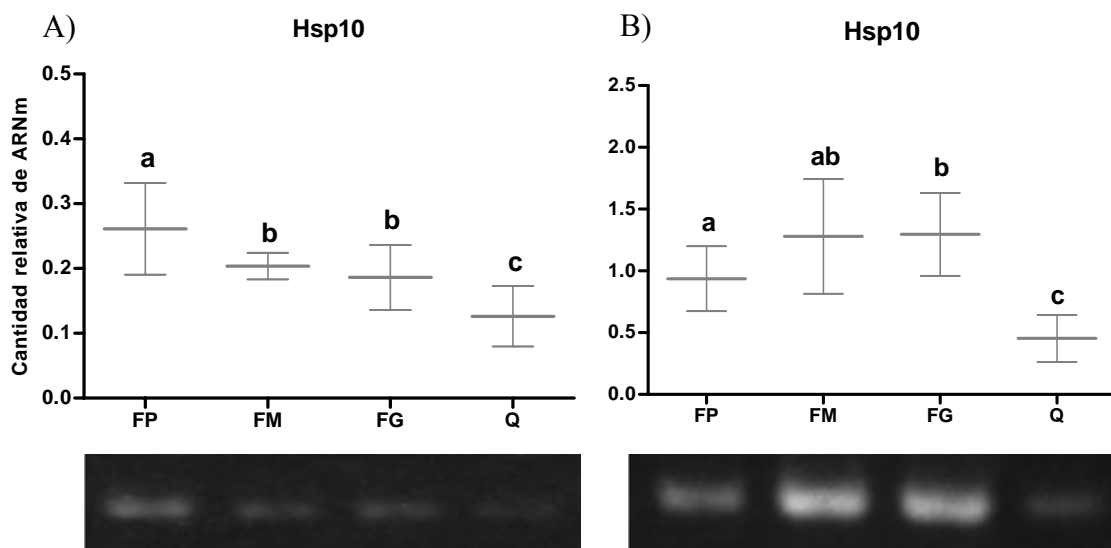 A)
Hsp10
Cantidad relativa de ARNm
0.5
0.4
0.3
0.2
0.1
0.0
a
b
b
c
FP FM FG Q
B)
Hsp10
2.5
2.0
1.5
1.0
0.5
0.0
a
ab
b
c
FP FM FG Q